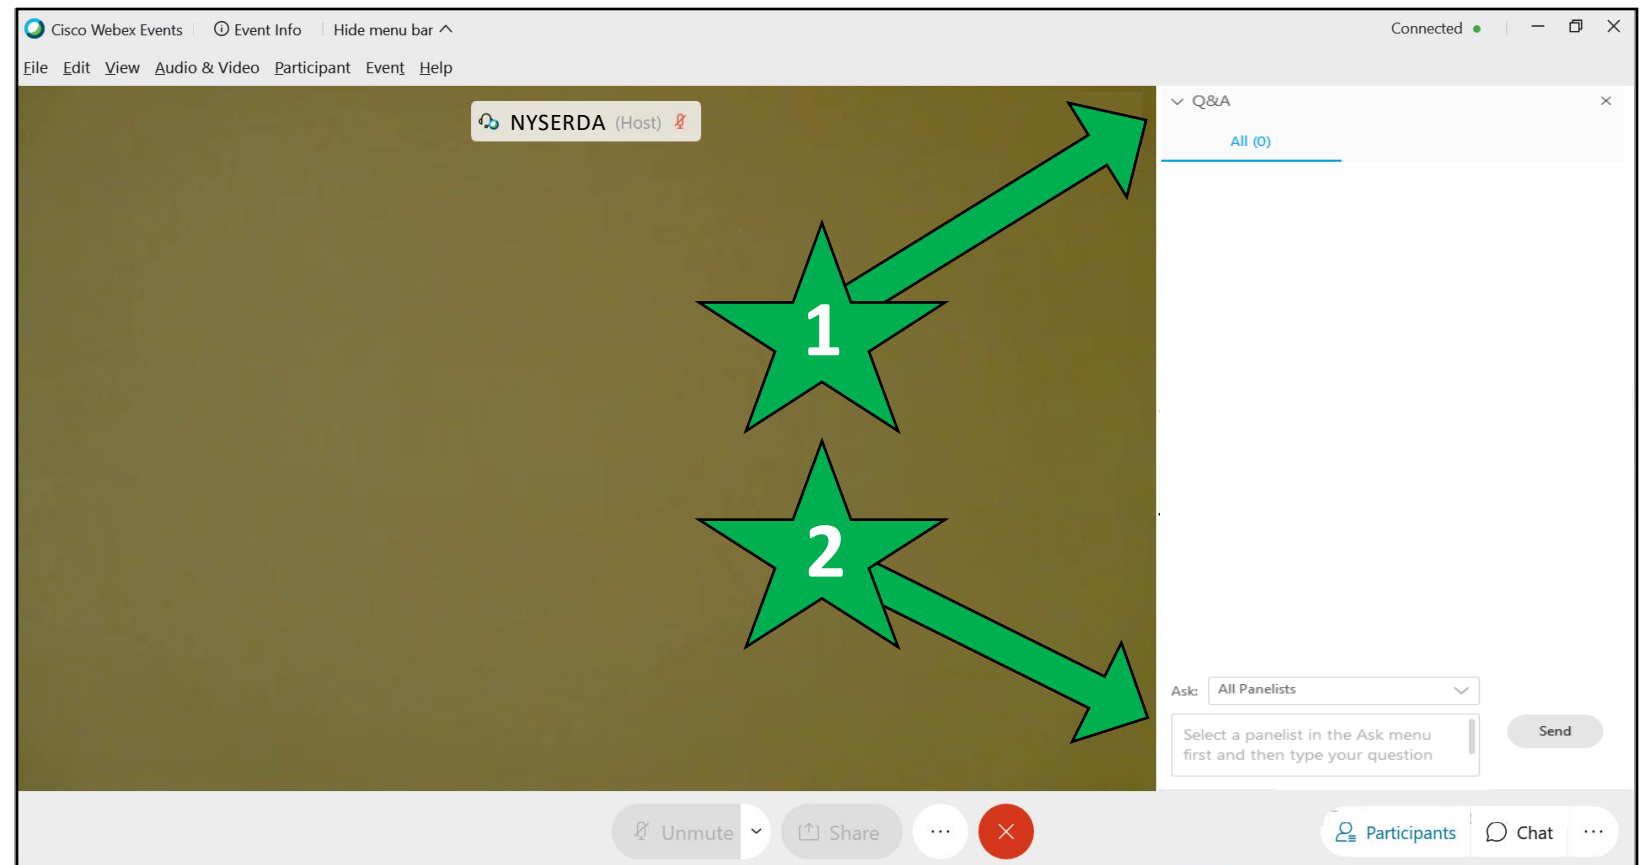 Cisco Webex Events Event Info Hide menu bar Connected
File Edit View Audio & Video Participant Event Help
NYSERDA (Host)
Q&A
All (0)
1
2
Ask: All Panelists
Select a panelist in the Ask menu
first and then type your question
Send
Unmute Share ... Participants Chat ...